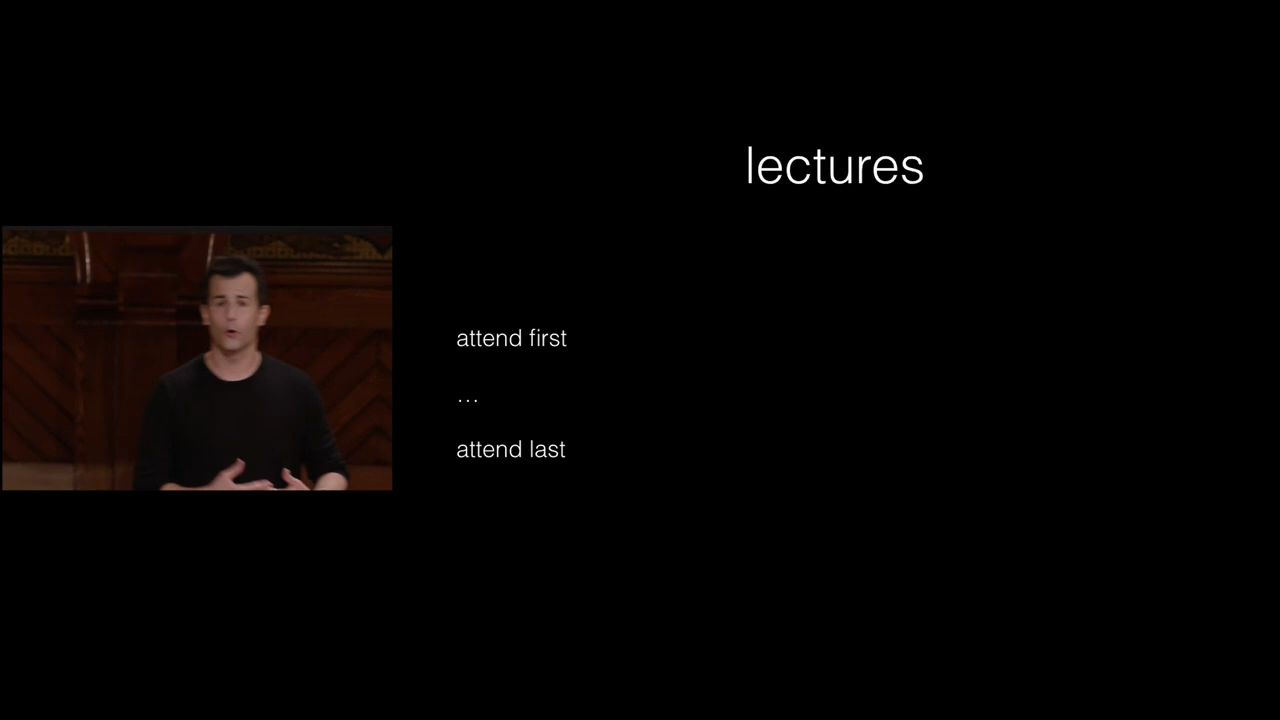 lectures
attend first
…
attend last